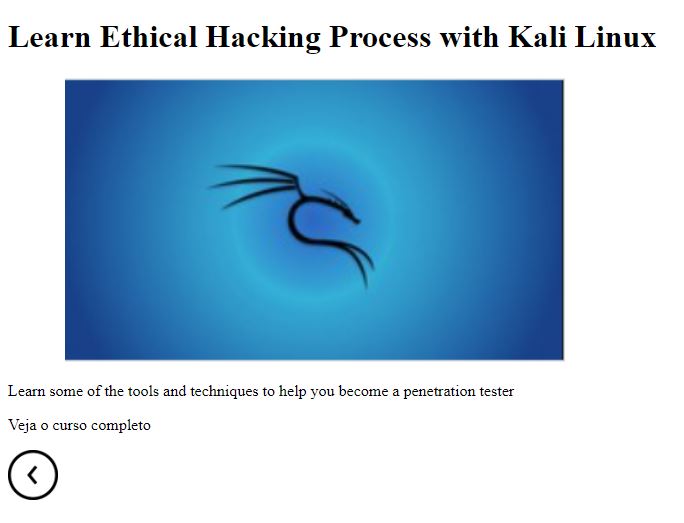 Learn Ethical Hacking Process with Kali Linux
Learn some of the tools and techniques to help you become a penetration tester
Veja o curso completo